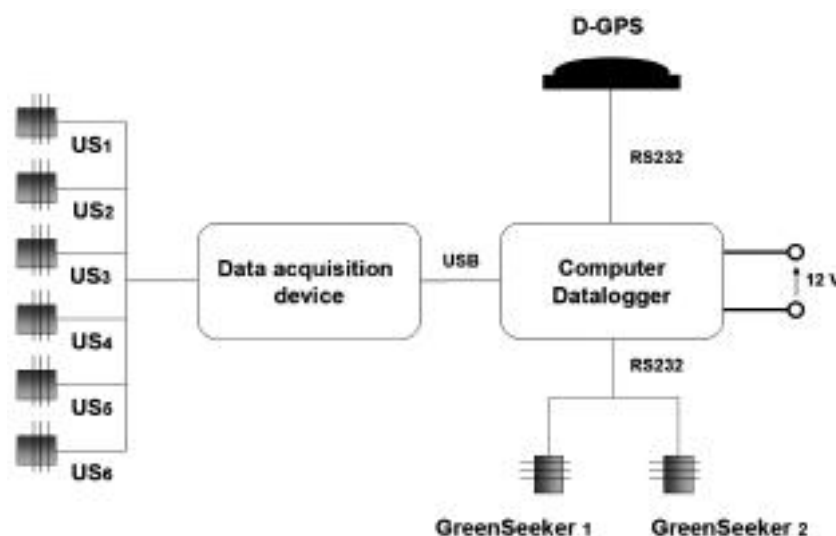 D-GPS
US1
RS232
US2
US3
Data acquisition
device
USB
Computer
Datalogger
12 V
US4
RS232
US5
US6
GreenSeeker 1
GreenSeeker 2